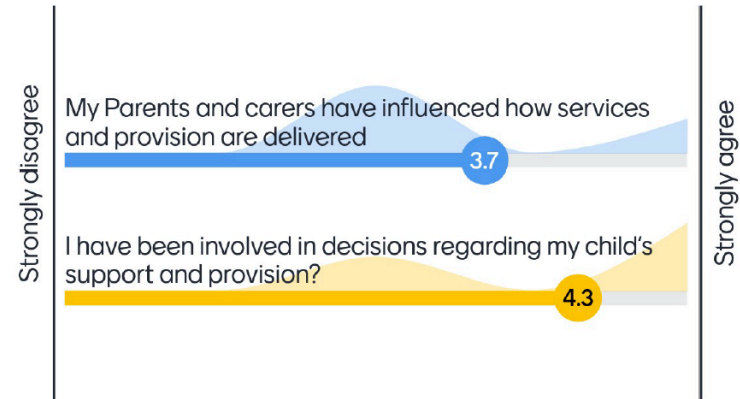 Strongly disagree
My Parents and carers have influenced how services
and provision are delivered
3.7
I have been involved in decisions regarding my child's
support and provision?
4.3
Strongly agree